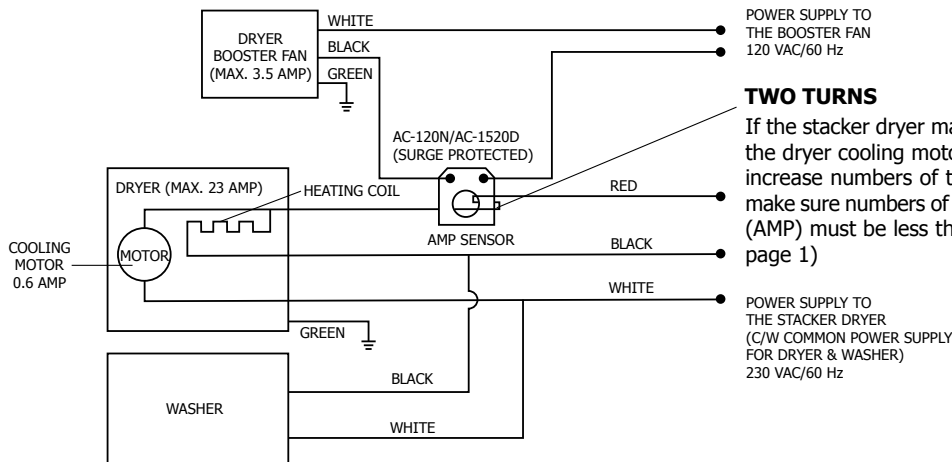 WHITE
DRYER
BOOSTER FAN
(MAX. 3.5 AMP)
BLACK
GREEN
POWER SUPPLY TO
THE BOOSTER FAN
120 VAC/60 Hz
TWO TURNS
If the stacker dryer ma
the dryer cooling moto
increase numbers of t
make sure numbers of
(AMP) must be less th
page 1)
AC-120N/AC-1520D
(SURGE PROTECTED)
DRYER (MAX. 23 AMP)
HEATING COIL
RED
AMP SENSOR
BLACK
COOLING
MOTOR
0.6 AMP
MOTOR
WHITE
POWER SUPPLY TO
THE STACKER DRYER
(C/W COMMON POWER SUPPLY
FOR DRYER & WASHER)
230 VAC/60 Hz
GREEN
BLACK
WASHER
WHITE